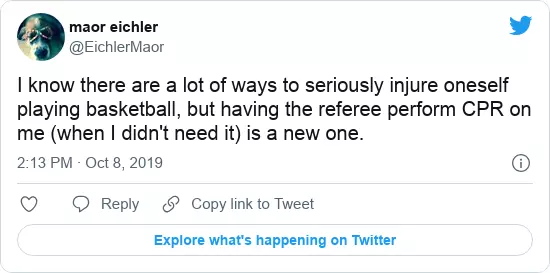 maor eichler
@EichlerMaor
I know there are a lot of ways to seriously injure oneself
playing basketball, but having the referee perform CPR on
me (when I didn't need it) is a new one.
2:13 PM · Oct 8, 2019
Reply
Copy link to Tweet
Explore what's happening on Twitter